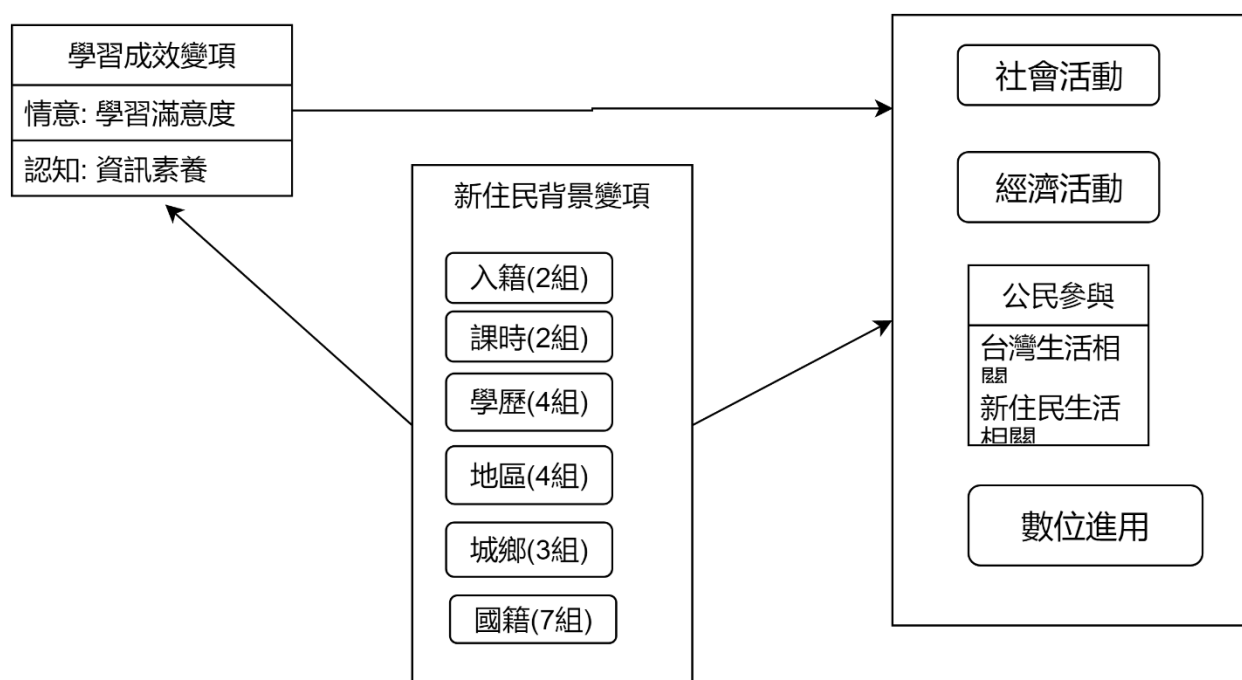 學習成效變項
情意: 學習滿意度
認知: 資訊素養
新住民背景變項
入籍(2組)
課時(2組)
學歷(4組)
地區(4組)
城鄉(3組)
國籍(7組)
社會活動
經濟活動
公民參與
台灣生活相
關
新住民生活
相關
數位進用